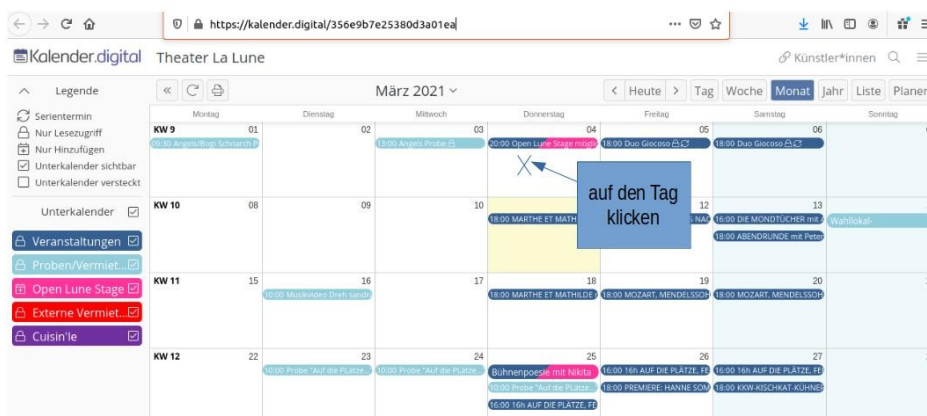 https://kalender.digital/356e9b7e25380d3a01ea
Kalender.digital Theater La Lune Künstler*innen
Legende
März 2021
Heute Tag Woche Monat Jahr Liste Planer
Serientermin
Nur Lesezugriff
Nur Hinzufügen
Unterkalender sichtbar
Unterkalender versteckt
Unterkalender
Veranstaltungen
Proben/Vermiet...
Open Lune Stage
Externe Vermiet...
Cuisin'le
Montag Dienstag Mittwoch Donnerstag Freitag Samstag Sonntag
KW 9 01 02 03 04 05 06
09:30 Angels/Bogi Schnarch P 13:00 Angels Probe 20:00 Open Lune Stage möglic 18:00 Duo Giocoso 18:00 Duo Giocoso
X
auf den Tag
klicken
KW 10 08 09 10 12 13
18:00 MARTHE ET MATH 16:00 DIE MONDTÜCHER mit Wahllokal-
18:00 ABENDRUNDE mit Peter
KW 11 15 16 17 18 19 20
10:00 Musikvideo Dreh 18:00 MARTHE ET MATHILDE 18:00 MOZART, MENDELSSOH 18:00 MOZART, MENDELSSOH
KW 12 22 23 24 25 26 27
10:00 Probe "Auf die PLätze... 10:00 Probe "Auf die PLätze... Bühnenpoesie mit Nikita 16:00 16h AUF DIE PLÄTZE, FE 16:00 16h AUF DIE PLÄTZE, FE
10:00 Probe "Auf die PLätze... 18:00 PREMIERE: HANNE SOM 18:00 KKW-KISCHKAT-KÜHNE
16:00 16h AUF DIE PLÄTZE, FE